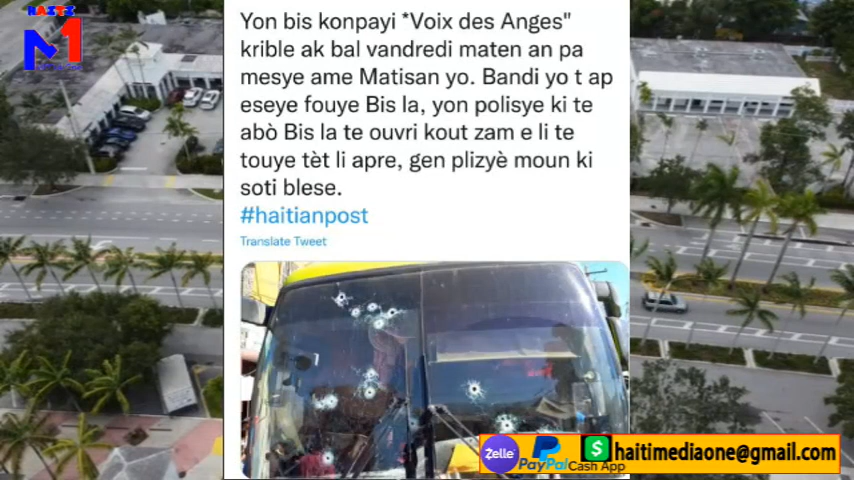 HAITI
M1
Yon bis konpayi *Voix des Anges"
krible ak bal vandredi maten an pa
mesye ame Matisan yo. Bandi yo t ap
eseye fouye Bis la, yon polisye ki te
abò Bis la te ouvri kout zam e li te
touye tèt li apre, gen plizyè moun ki
soti blese.
#haitianpost
Translate Tweet
Zelle
PayPal
Cash App
haitimediaone@gmail.com